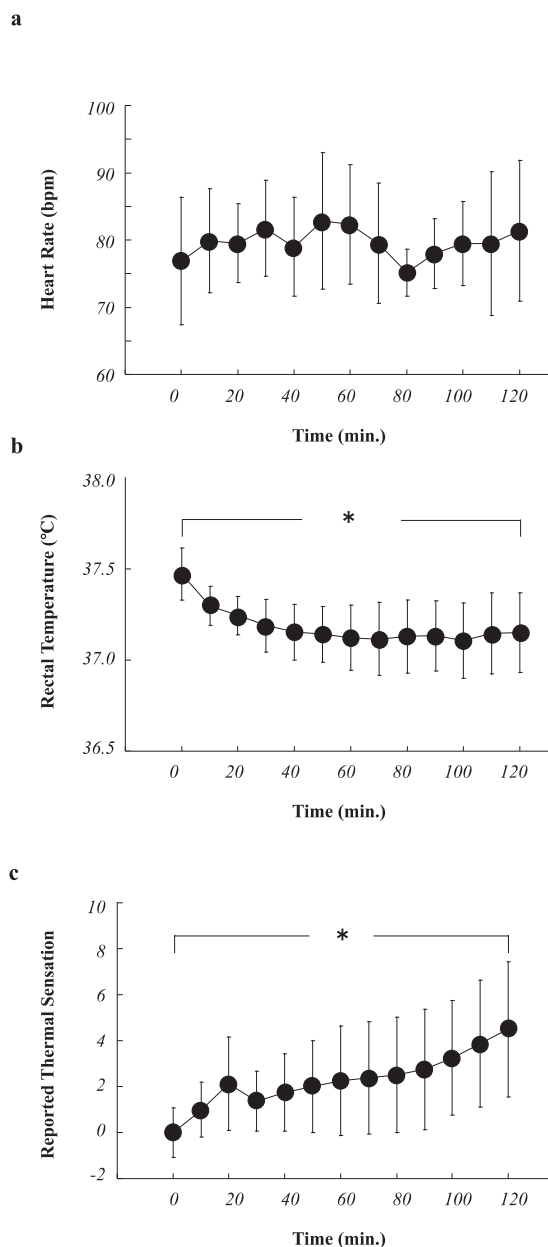 a
100
90
80
70
60
Heart Rate (bpm)
0 20 40 60 80 100 120
Time (min.)
b
38.0
37.5
37.0
36.5
Rectal Temperature (°C)
*
0 20 40 60 80 100 120
Time (min.)
c
10
8
6
4
2
0
-2
Reported Thermal Sensation
*
0 20 40 60 80 100 120
Time (min.)